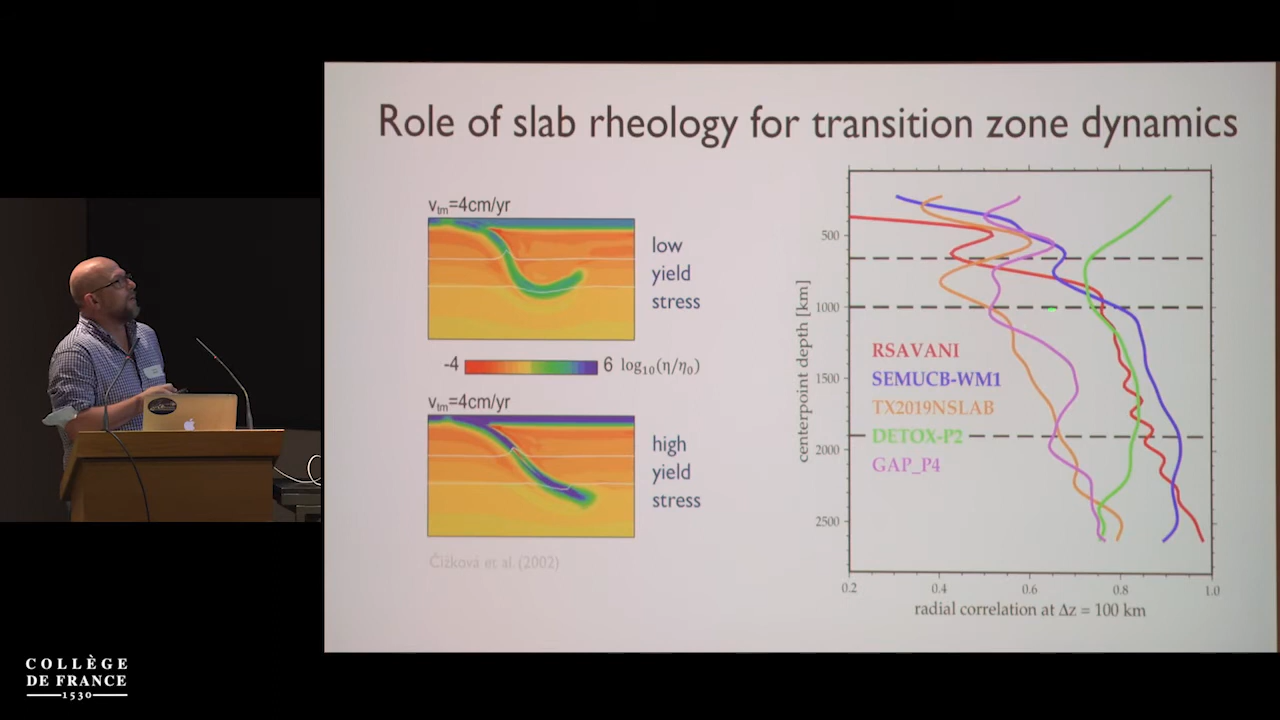 Role of slab rheology for transition zone dynamics
vtm=4cm/yr
low
yield
stress
-4
6 log10(η/η0)
vtm=4cm/yr
high
yield
stress
Čížková et al. (2002)
centerpoint depth [km]
500
1000
1500
2000
2500
RSAVANI
SEMUCB-WM1
TX2019NSLAB
DETOX-P2
GAP_P4
0.2
0.4
0.6
0.8
1.0
radial correlation at Δz = 100 km
COLLÈGE
DE FRANCE
1530